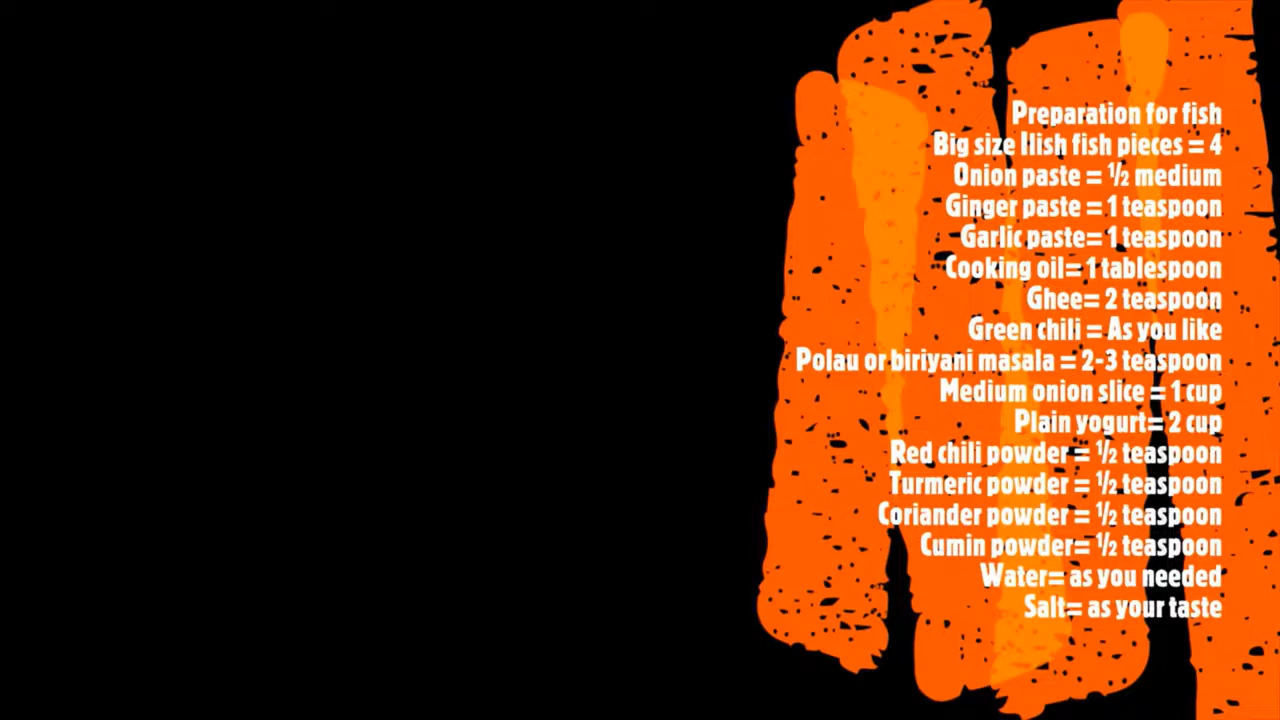 Preparation for fish
Big size Ilish fish pieces = 4
Onion paste = ½ medium
Ginger paste = 1 teaspoon
Garlic paste= 1 teaspoon
Cooking oil= 1 tablespoon
Ghee= 2 teaspoon
Green chili = As you like
Polau or biriyani masala = 2-3 teaspoon
Medium onion slice = 1 cup
Plain yogurt= 2 cup
Red chili powder = ½ teaspoon
Turmeric powder = ½ teaspoon
Coriander powder = ½ teaspoon
Cumin powder= ½ teaspoon
Water= as you needed
Salt= as your taste